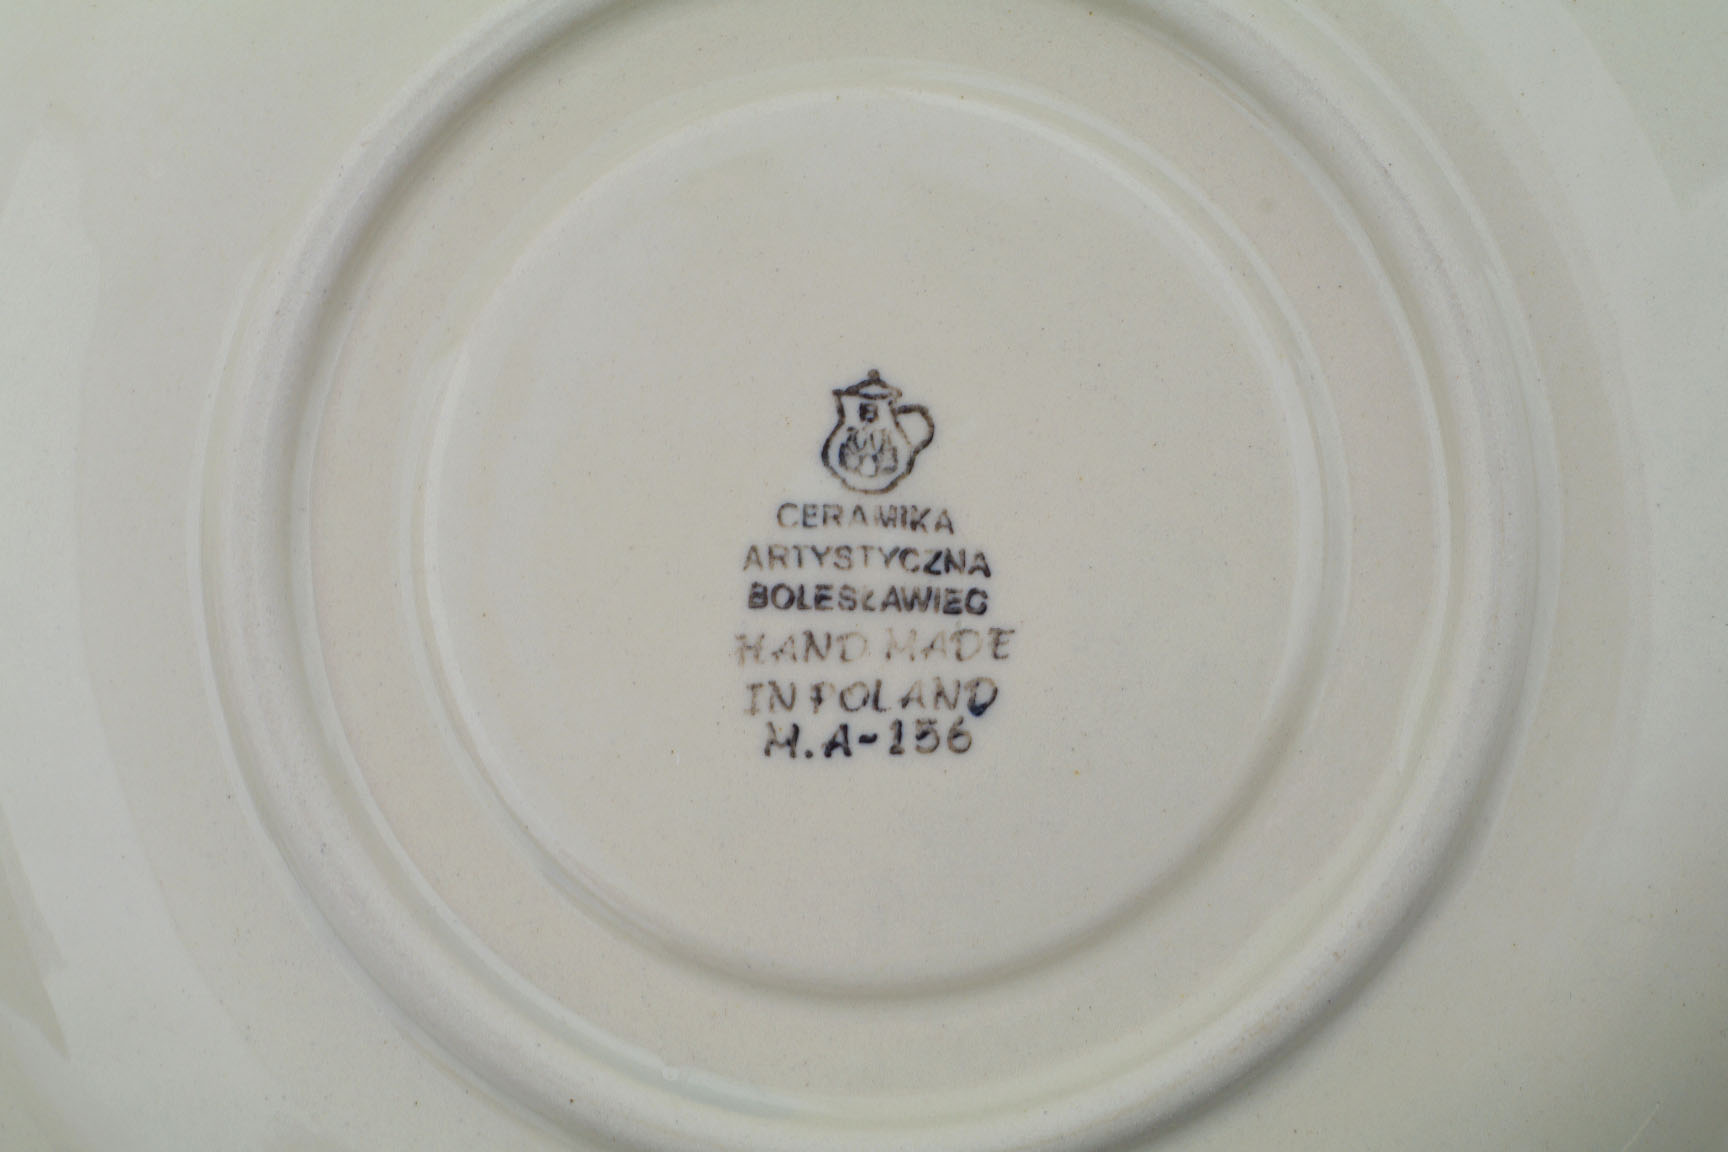 B
CERAMIKA
ARTYSTYCZNA
BOLESŁAWIEC
HAND MADE
IN POLAND
M.A-156